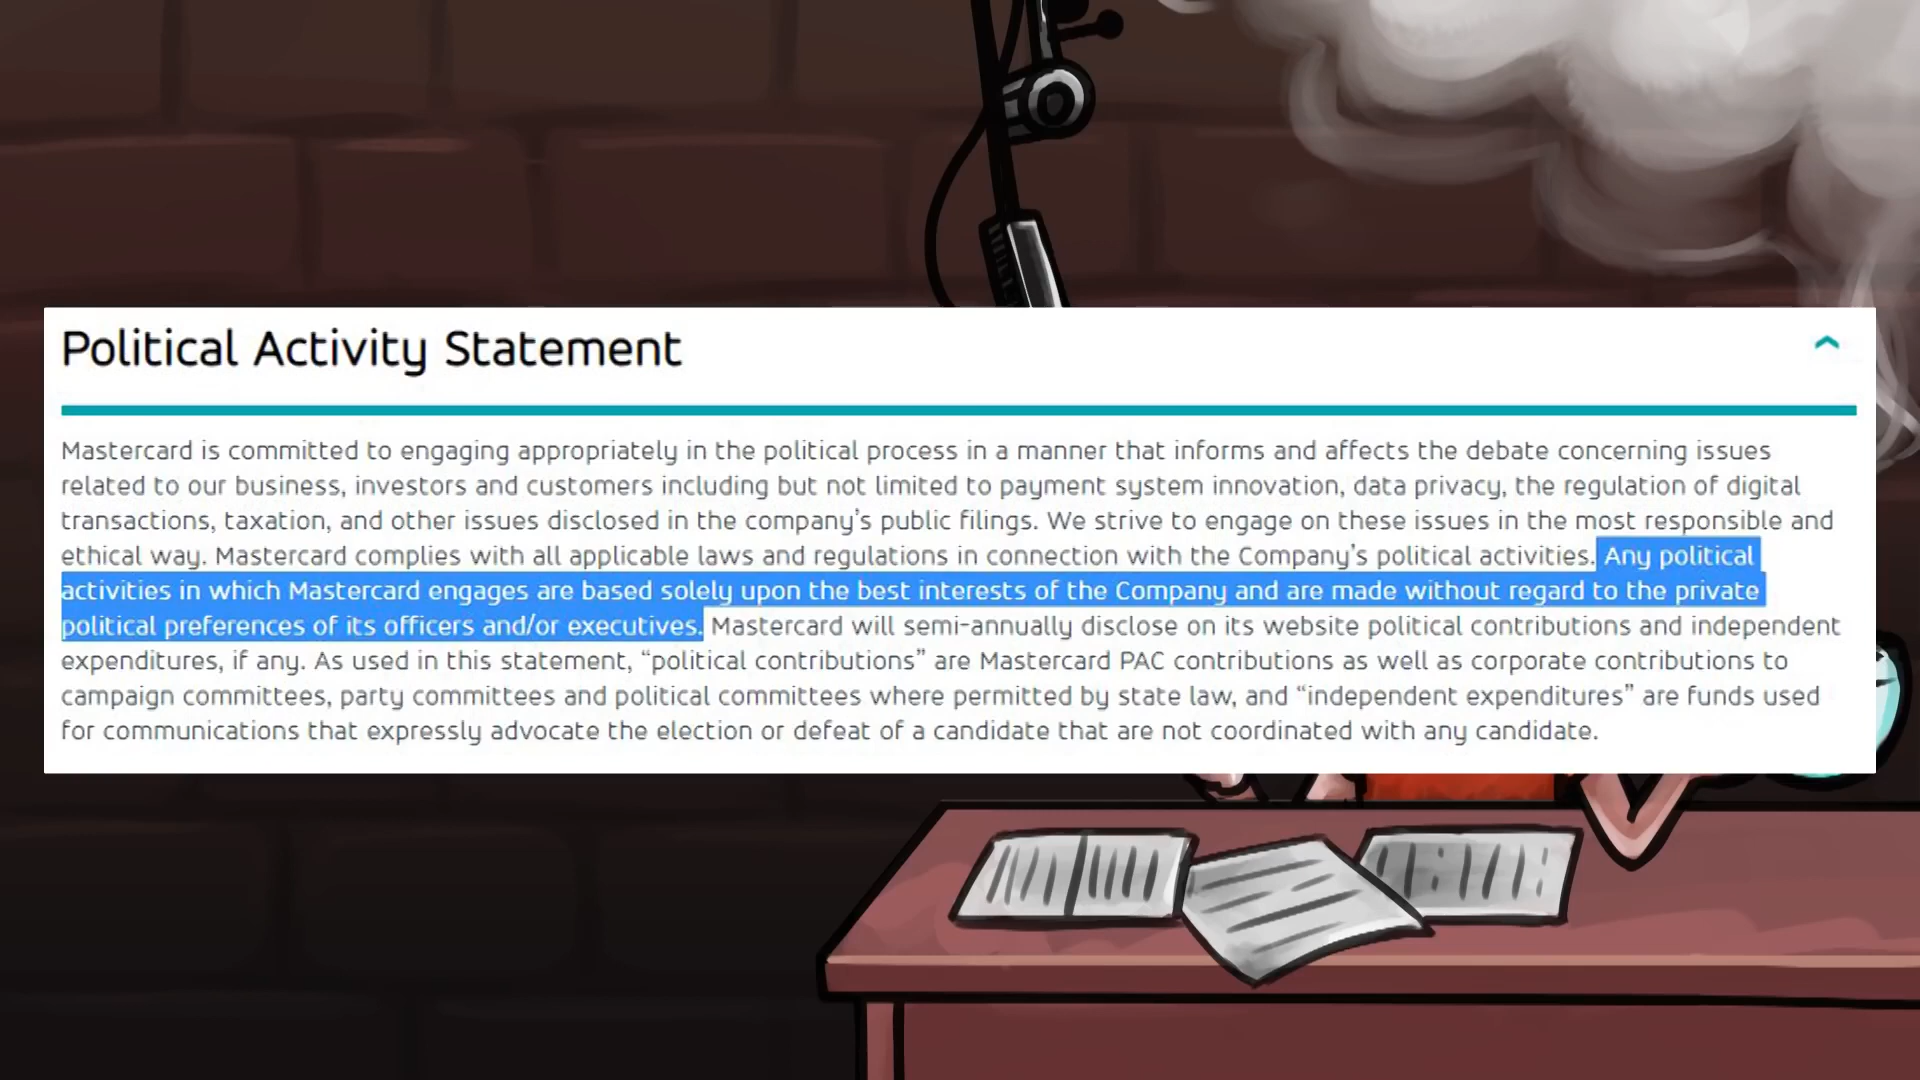 Political Activity Statement
Mastercard is committed to engaging appropriately in the political process in a manner that informs and affects the debate concerning issues
related to our business, investors and customers including but not limited to payment system innovation, data privacy, the regulation of digital
transactions, taxation, and other issues disclosed in the company's public filings. We strive to engage on these issues in the most responsible and
ethical way. Mastercard complies with all applicable laws and regulations in connection with the Company's political activities. Any political
activities in which Mastercard engages are based solely upon the best interests of the Company and are made without regard to the private
political preferences of its officers and/or executives. Mastercard will semi-annually disclose on its website political contributions and independent
expenditures, if any. As used in this statement, “political contributions” are Mastercard PAC contributions as well as corporate contributions to
campaign committees, party committees and political committees where permitted by state law, and “independent expenditures” are funds used
for communications that expressly advocate the election or defeat of a candidate that are not coordinated with any candidate.